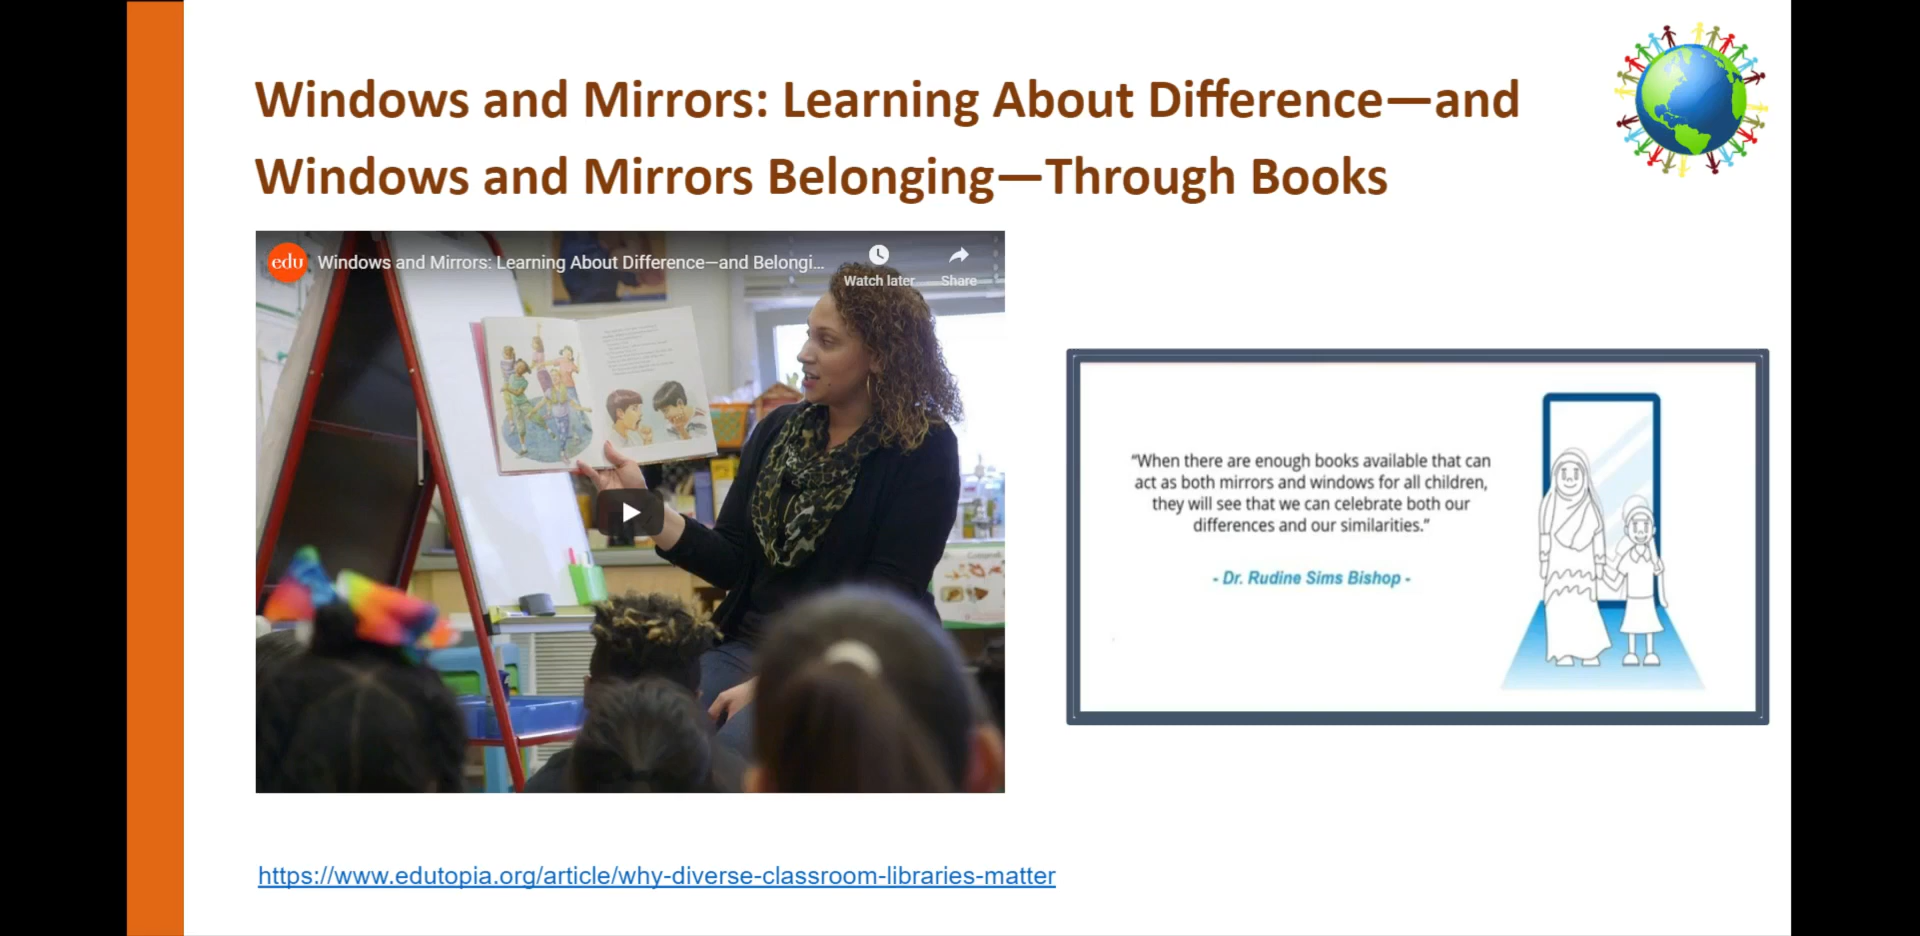 Windows and Mirrors: Learning About Difference—and
Windows and Mirrors Belonging—Through Books
edu
Windows and Mirrors: Learning About Difference—and Belongi...
Watch later
Share
“When there are enough books available that can
act as both mirrors and windows for all children,
they will see that we can celebrate both our
differences and our similarities.”
- Dr. Rudine Sims Bishop -
https://www.edutopia.org/article/why-diverse-classroom-libraries-matter